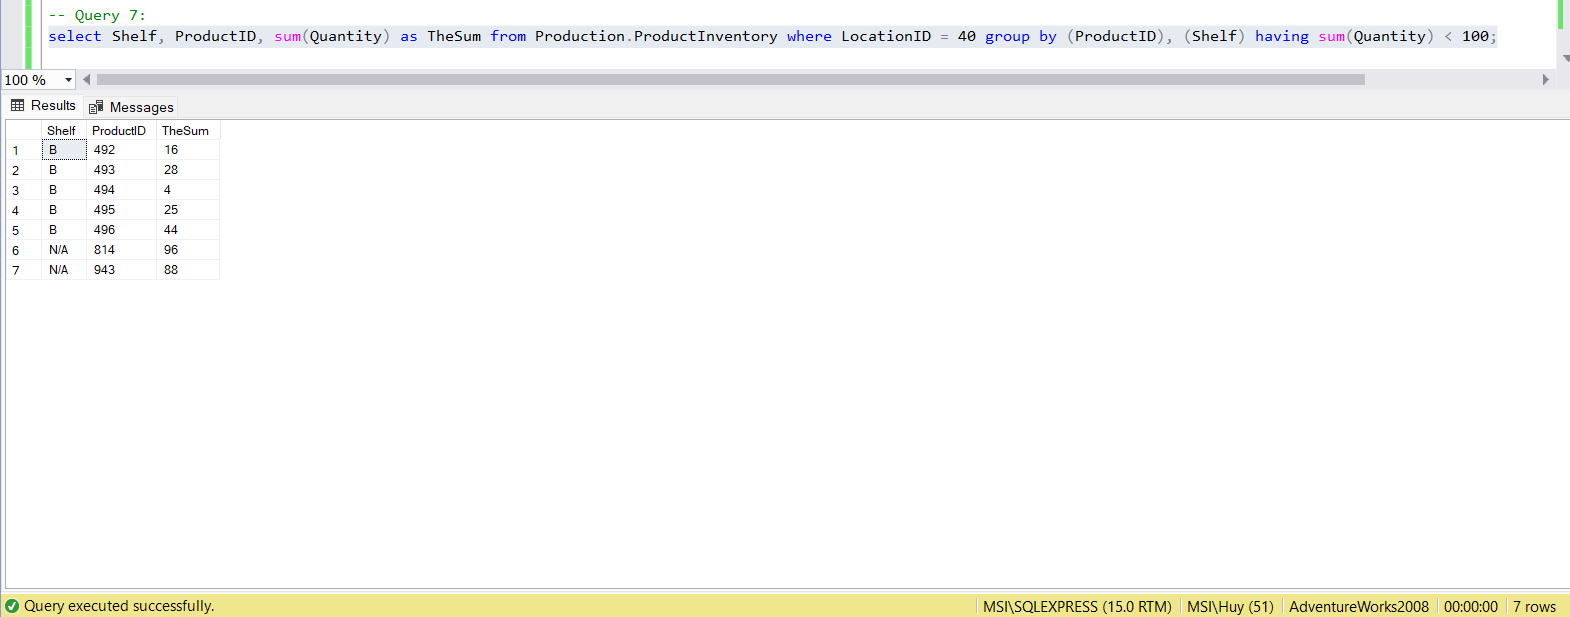 -- Query 7:
select Shelf, ProductID, sum(Quantity) as TheSum from Production.ProductInventory where LocationID = 40 group by (ProductID), (Shelf) having sum(Quantity) < 100;
100 %
Results Messages
Shelf ProductID TheSum
1 B 492 16
2 B 493 28
3 B 494 4
4 B 495 25
5 B 496 44
6 N/A 814 96
7 N/A 943 88
Query executed successfully. MSI\SQLEXPRESS (15.0 RTM) MSI\Huy (51) AdventureWorks2008 00:00:00 7 rows